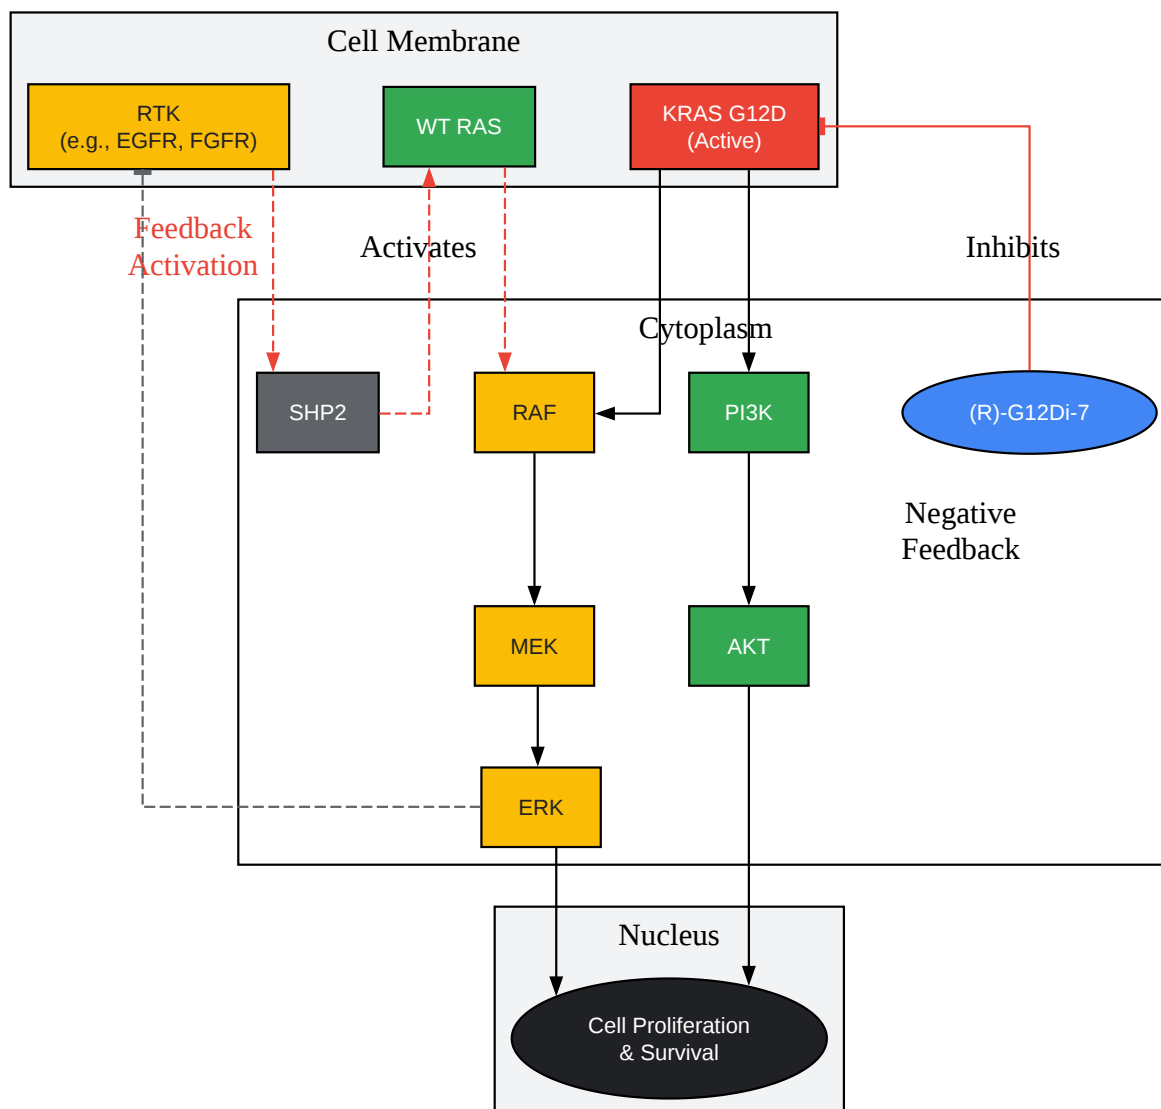 Cell Membrane
RTK
(e.g., EGFR, FGFR)
WT RAS
KRAS G12D
(Active)
Feedback
Activation
Activates
Inhibits
Cytoplasm
SHP2
RAF
PI3K
(R)-G12Di-7
Negative
Feedback
MEK
AKT
ERK
Nucleus
Cell Proliferation
& Survival